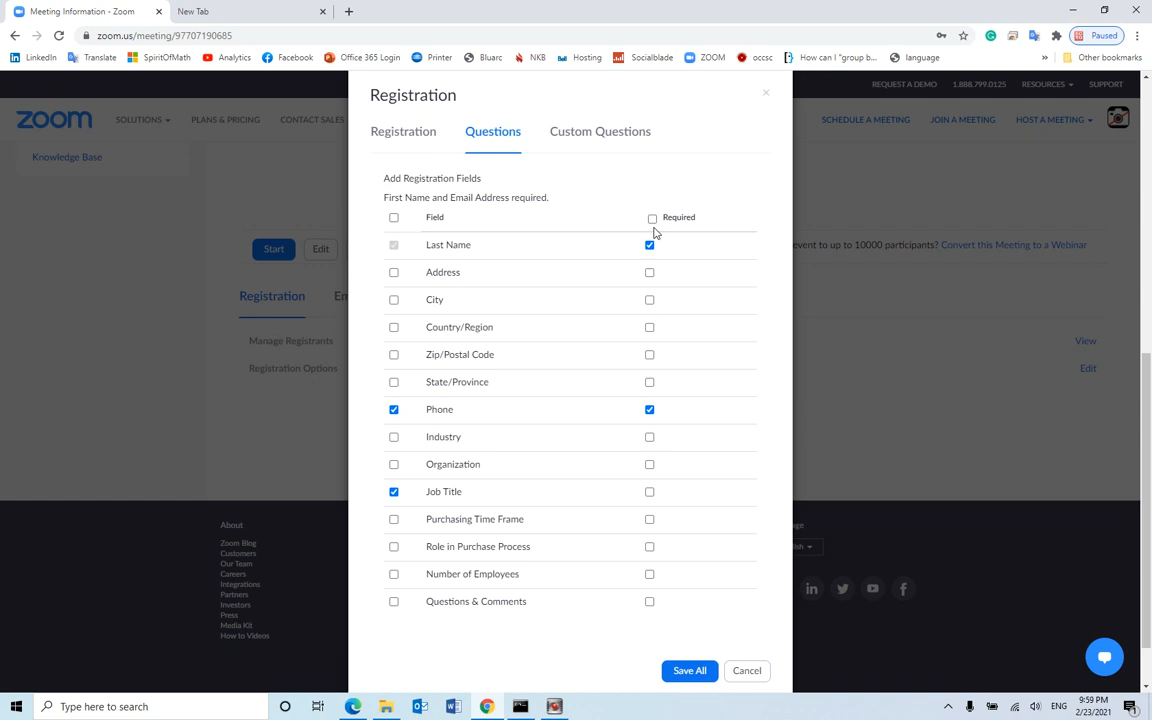 Meeting Information - Zoom
New Tab
zoom.us/meeting/97707190685
Paused
LinkedIn
Translate
SpiritOfMath
Analytics
Facebook
Office 365 Login
Printer
Bluarc
NKB
Hosting
Socialblade
ZOOM
occsc
How can I "group b...
language
»
Other bookmarks
REQUEST A DEMO
1.888.799.0125
RESOURCES
SUPPORT
zoom
SOLUTIONS
PLANS & PRICING
CONTACT SALES
SCHEDULE A MEETING
JOIN A MEETING
HOST A MEETING
Knowledge Base
Start
Edit
event to up to 10000 participants? Convert this Meeting to a Webinar
Registration
Em
Manage Registrants
View
Registration Options
Edit
Registration
×
Registration
Questions
Custom Questions
Add Registration Fields
First Name and Email Address required.
Field
Required
Last Name
Address
City
Country/Region
Zip/Postal Code
State/Province
Phone
Industry
Organization
Job Title
Purchasing Time Frame
Role in Purchase Process
Number of Employees
Questions & Comments
Save All
Cancel
About
Zoom Blog
Customers
Our Team
Careers
Integrations
Partners
Investors
Press
Media Kit
How to Videos
age
lish
Type here to search
ENG
9:59 PM
2/23/2021